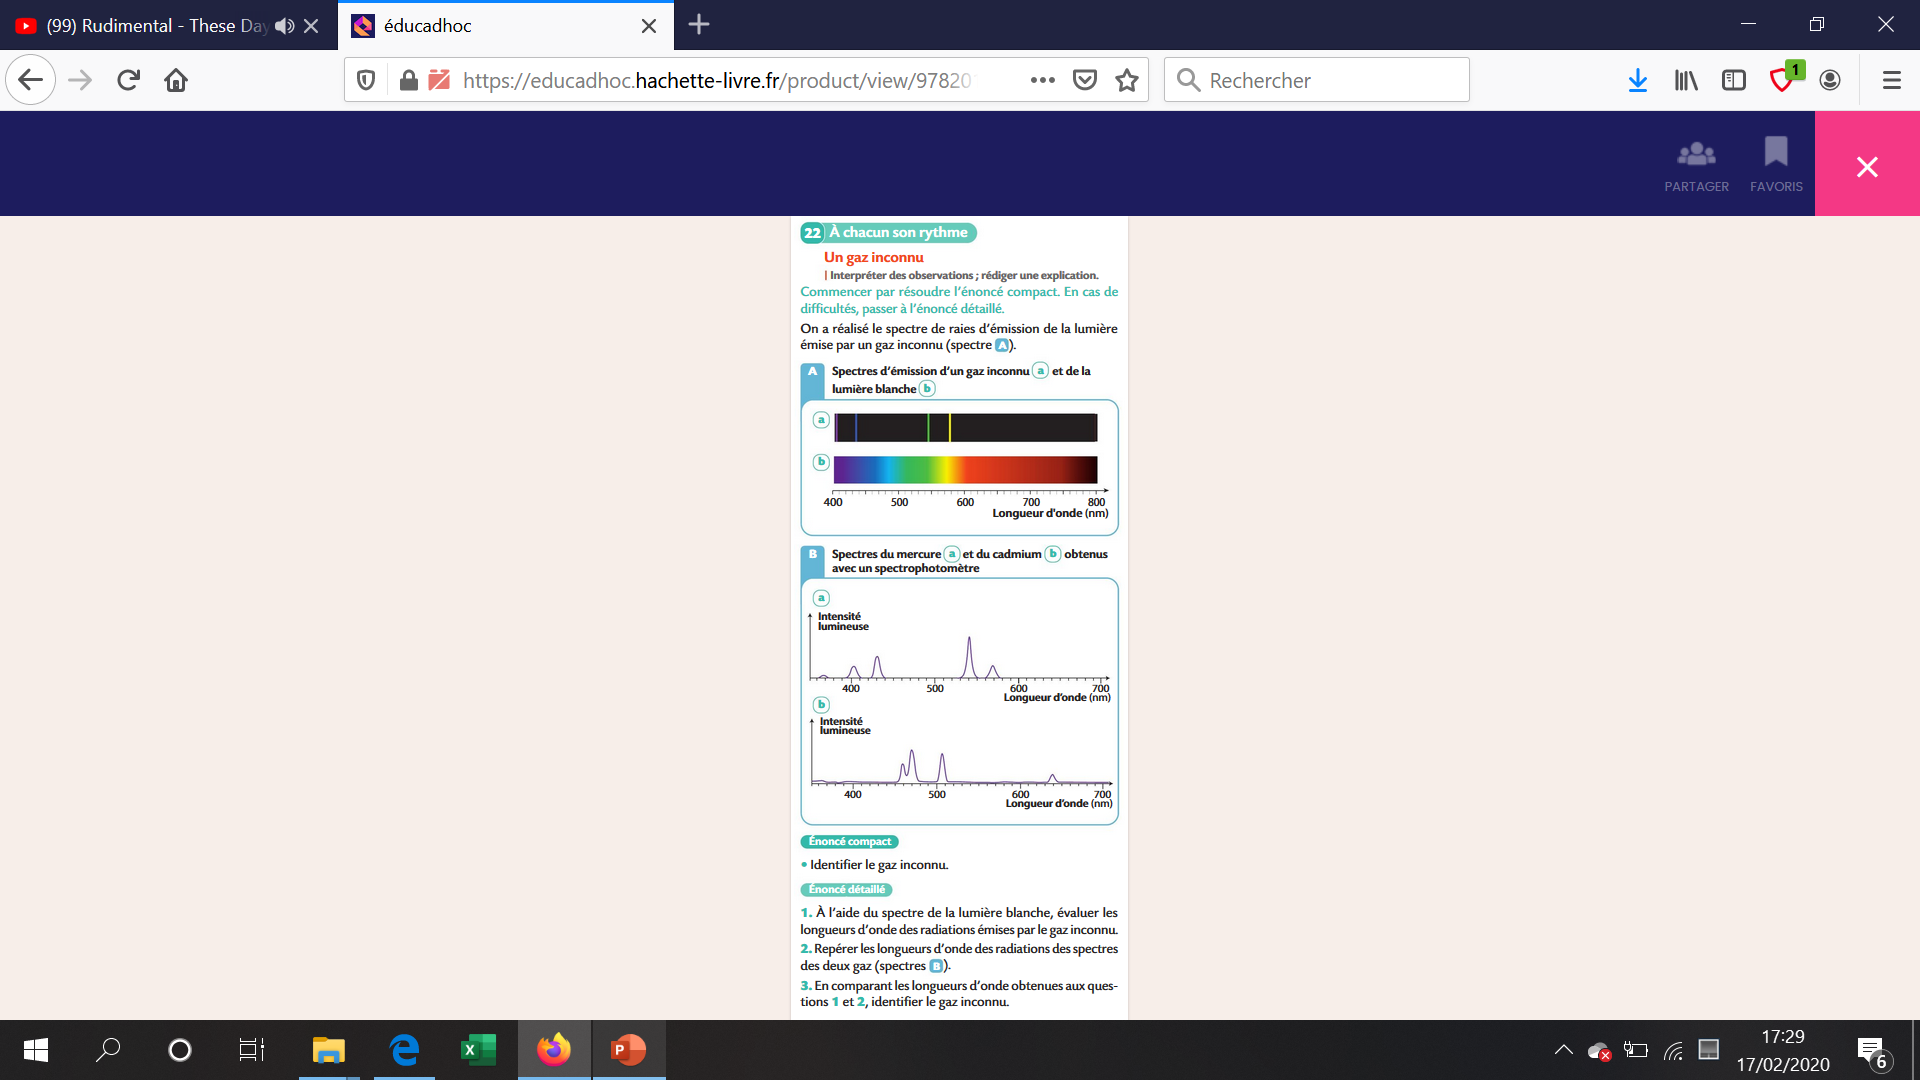 (99) Rudimental - These Day
éducadhoc
https://educadhoc.hachette-livre.fr/product/view/97820
Rechercher
1
PARTAGER
FAVORIS
22 À chacun son rythme
Un gaz inconnu
| Interpréter des observations ; rédiger une explication.
Commencer par résoudre l'énoncé compact. En cas de
difficultés, passer à l'énoncé détaillé.
On a réalisé le spectre de raies d'émission de la lumière
émise par un gaz inconnu (spectre A).
A Spectres d'émission d'un gaz inconnu a et de la
lumière blanche b
a
b
400 500 600 700 800
Longueur d'onde (nm)
B Spectres du mercure a et du cadmium b obtenus
avec un spectrophotomètre
a
Intensité
lumineuse
400 500 600 700
Longueur d'onde (nm)
b
Intensité
lumineuse
400 500 600 700
Longueur d'onde (nm)
Énoncé compact
• Identifier le gaz inconnu.
Énoncé détaillé
1. À l'aide du spectre de la lumière blanche, évaluer les
longueurs d'onde des radiations émises par le gaz inconnu.
2. Repérer les longueurs d'onde des radiations des spectres
des deux gaz (spectres B).
3. En comparant les longueurs d'onde obtenues aux ques-
tions 1 et 2, identifier le gaz inconnu.
17:29
17/02/2020
6